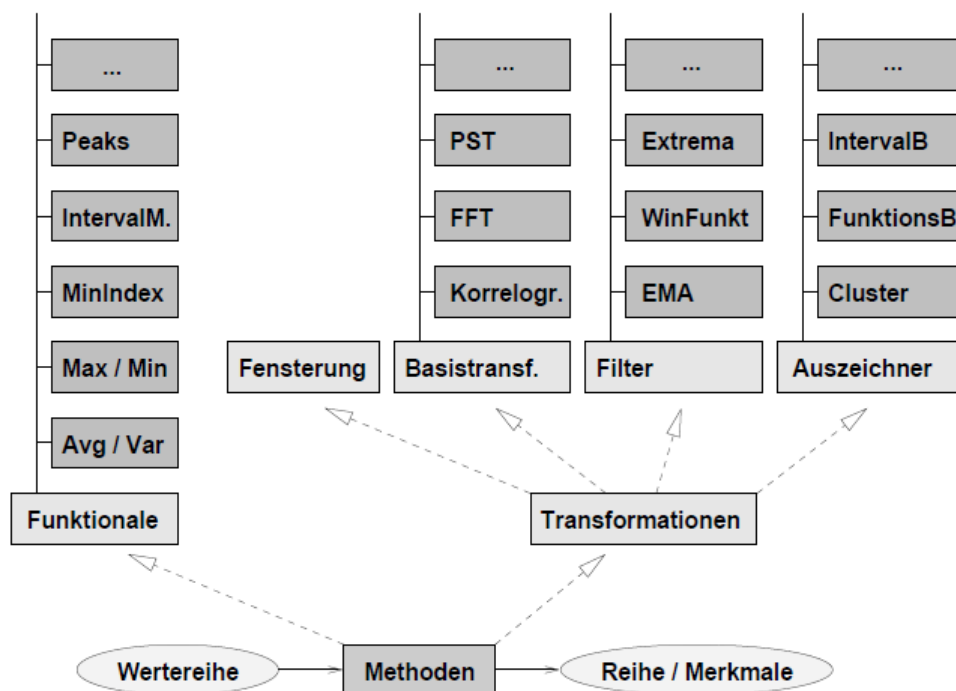 ... ... ... ...
Peaks PST Extrema IntervalB
IntervalM. FFT WinFunkt FunktionsB
MinIndex Korrelogr. EMA Cluster
Max / Min Fensterung Basistransf. Filter Auszeichner
Avg / Var
Funktionale Transformationen
Wertereihe Methoden Reihe / Merkmale